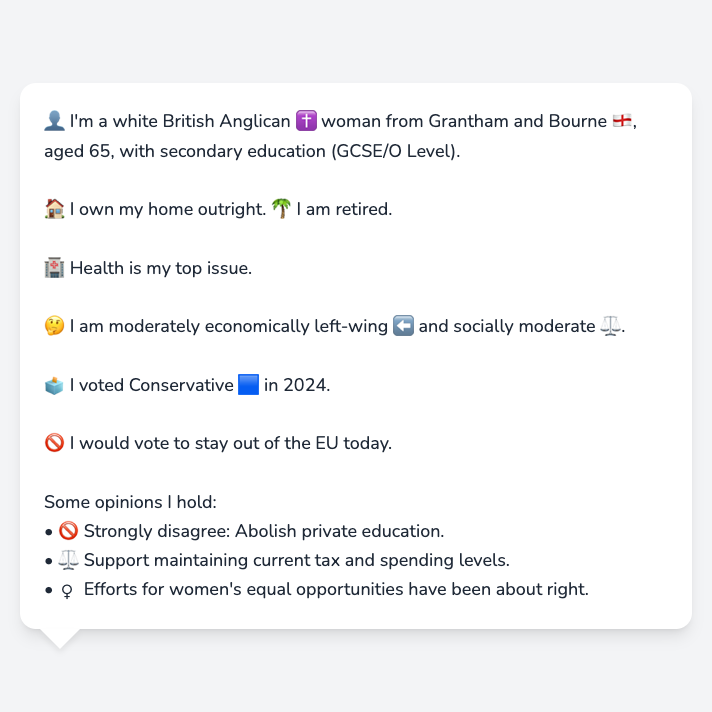 👤 I'm a white British Anglican ✝️ woman from Grantham and Bourne 🏴󠁧󠁢󠁥󠁮󠁧󠁿,
aged 65, with secondary education (GCSE/O Level).
🏠 I own my home outright. 🌴 I am retired.
🏥 Health is my top issue.
🤔 I am moderately economically left-wing ⬅️ and socially moderate ⚖️.
🗳️ I voted Conservative 🟦 in 2024.
🚫 I would vote to stay out of the EU today.
Some opinions I hold:
• 🚫 Strongly disagree: Abolish private education.
• ⚖️ Support maintaining current tax and spending levels.
• ♀ Efforts for women's equal opportunities have been about right.